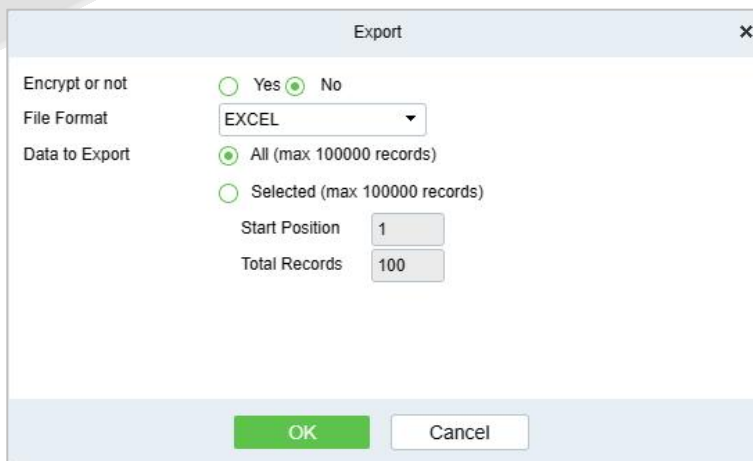 Export
Encrypt or not Yes No
File Format EXCEL
Data to Export All (max 100000 records)
Selected (max 100000 records)
Start Position 1
Total Records 100
OK Cancel